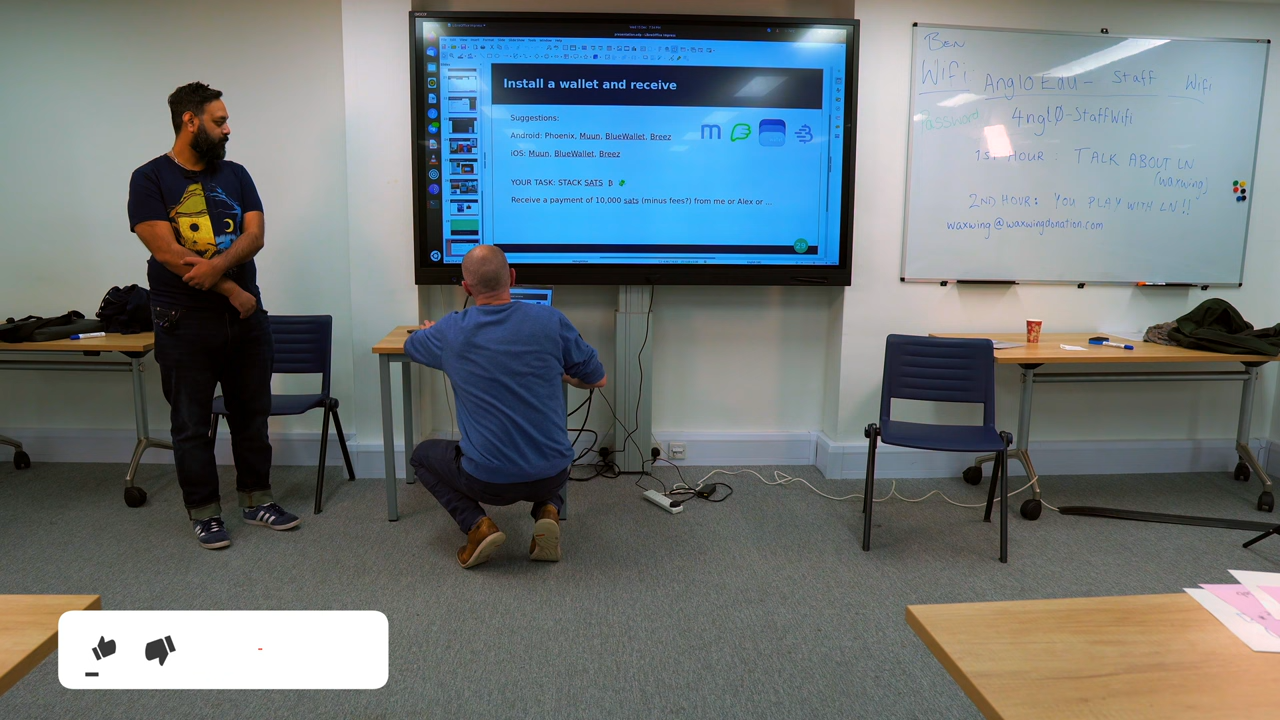 Install a wallet and receive
Suggestions:
Android: Phoenix, Muun, BlueWallet, Breez
iOS: Muun, BlueWallet, Breez
YOUR TASK: STACK SATS
Receive a payment of 10,000 sats (minus fees?) from me or Alex or ...
BEN
Wifi Anglo Edu - Staff Wifi
Password 4ngl0-StaffWifi
1st HOUR: TALK ABOUT LN
(waxwing)
2ND HOUR: YOU PLAY WITH LN!!
waxwing@waxwingdonation.com